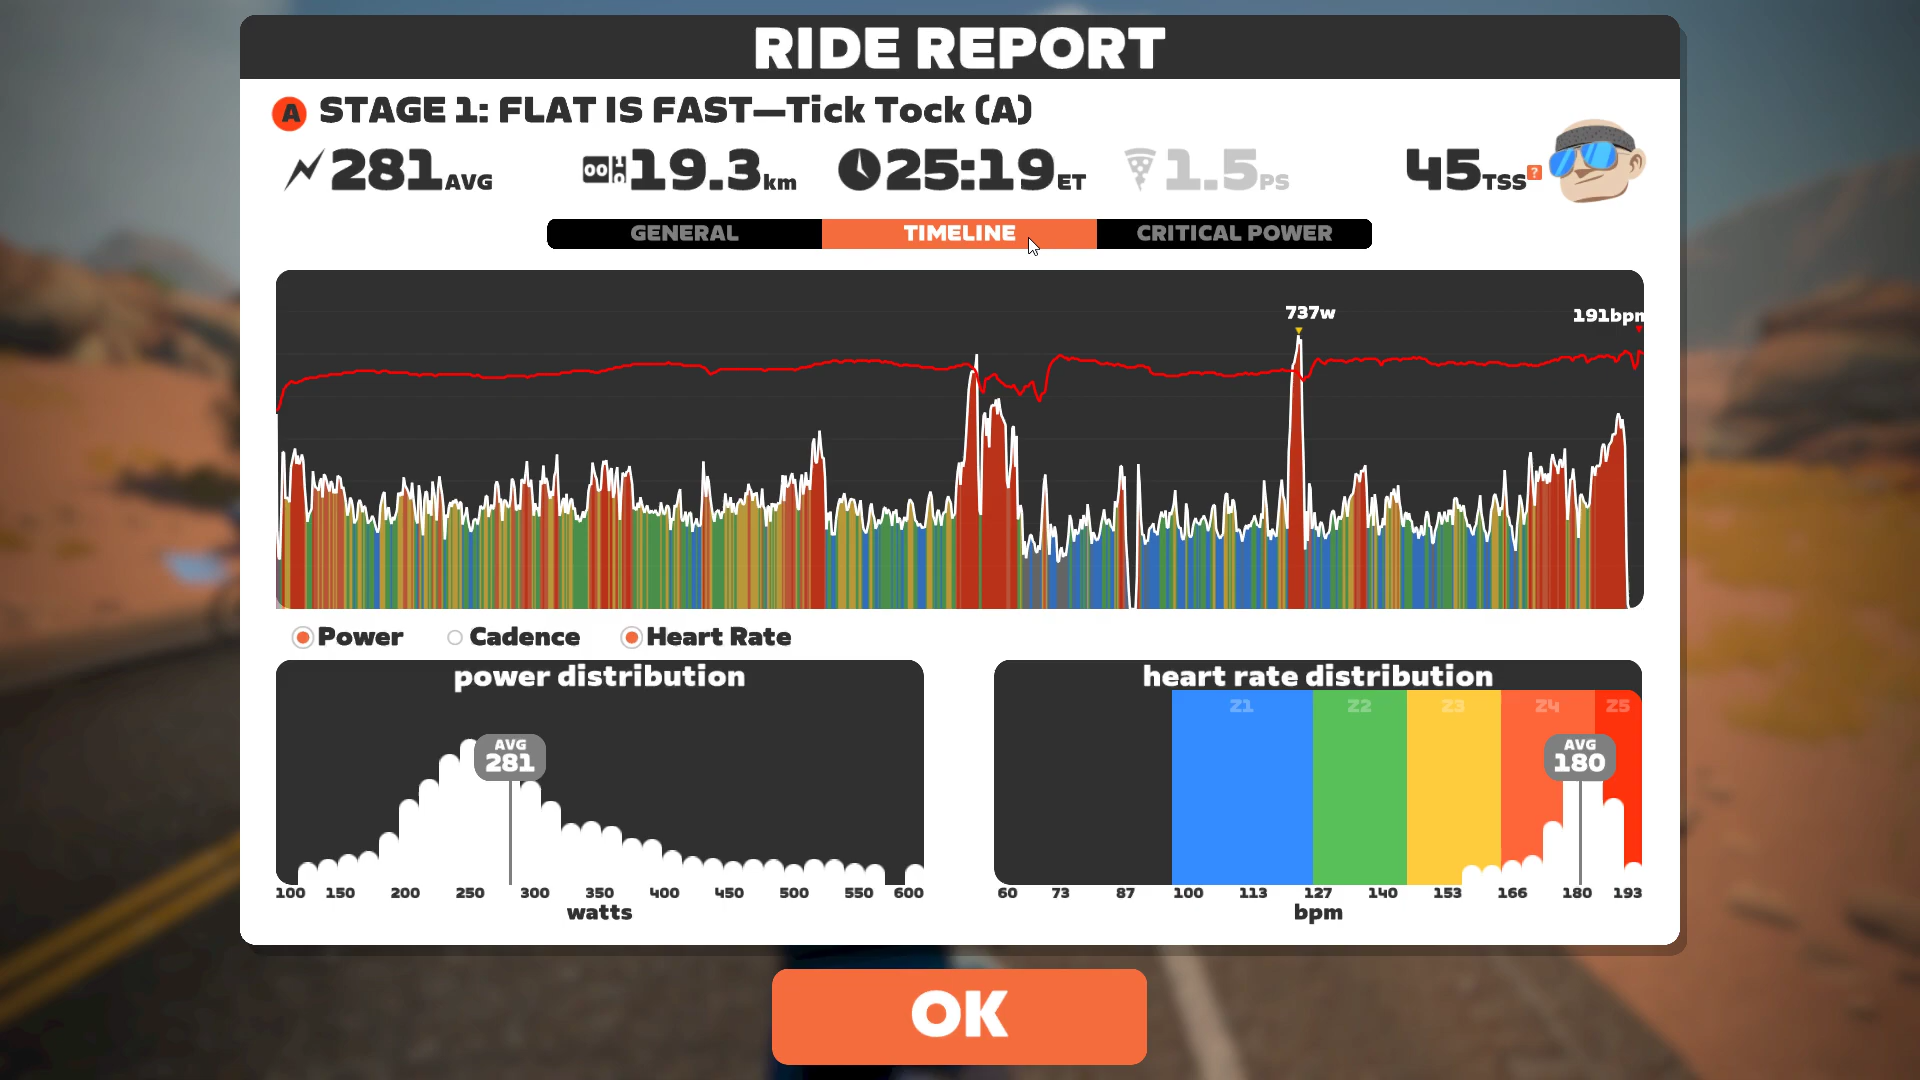 RIDE REPORT
A STAGE 1: FLAT IS FAST—Tick Tock (A)
281AVG 0010 19.3km 25:19ET 1.5PS 45TSS ?
GENERAL TIMELINE CRITICAL POWER
737w 191bpm
Power Cadence Heart Rate
power distribution
AVG
281
100 150 200 250 300 350 400 450 500 550 600
watts
heart rate distribution
Z1 Z2 Z3 Z4 Z5
AVG
180
60 73 87 100 113 127 140 153 166 180 193
bpm
OK